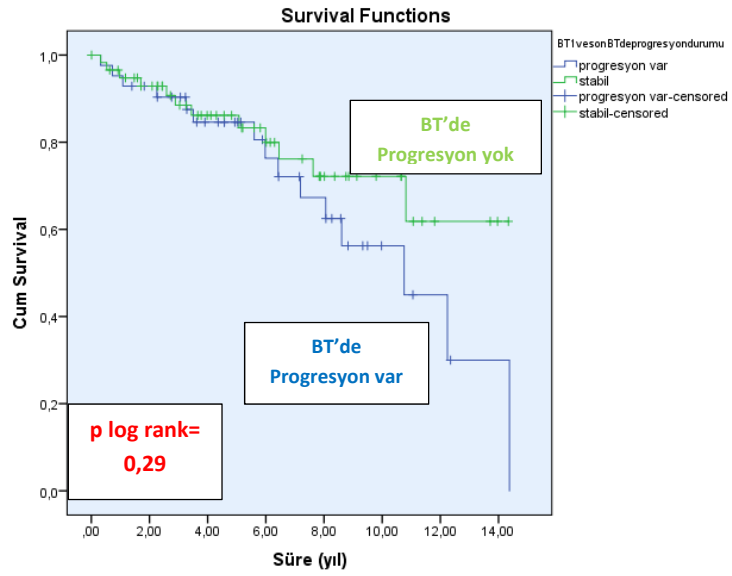 Survival Functions
BT1vesonBTdeprogresyondurumu
progresyon var
stabil
progresyon var-censored
stabil-censored
BT’de
Progresyon yok
BT’de
Progresyon var
p log rank=
0,29
Cum Survival
1,0
0,8
0,6
0,4
0,2
0,0
,00
2,00
4,00
6,00
8,00
10,00
12,00
14,00
Süre (yıl)